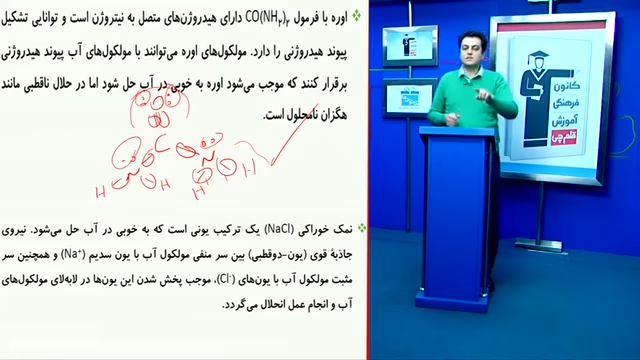 اوره با فرمول CO(NH₂)₂ دارای هیدروژن‌های متصل به نیتروژن است و توانایی تشکیل
پیوند هیدروژنی را دارد. مولکول‌های اوره می‌توانند با مولکول‌های آب پیوند هیدروژنی
برقرار کنند که موجب می‌شود اوره به خوبی در آب حل شود اما در حلال ناقطبی مانند
هگزان نامحلول است.
C
N N
H H H H
نمک خوراکی (NaCl) یک ترکیب یونی است که به خوبی در آب حل می‌شود. نیروی
جاذبهٔ قوی (یون-دوقطبی) بین سر منفی مولکول آب با یون سدیم (Na⁺) و همچنین سر
مثبت مولکول آب با یون‌های (Cl⁻)، موجب پخش شدن این یون‌ها در لابه‌لای مولکول‌های
آب و انجام عمل انحلال می‌گردد.
کانون
فرهنگی
آموزش
قلم‌چی